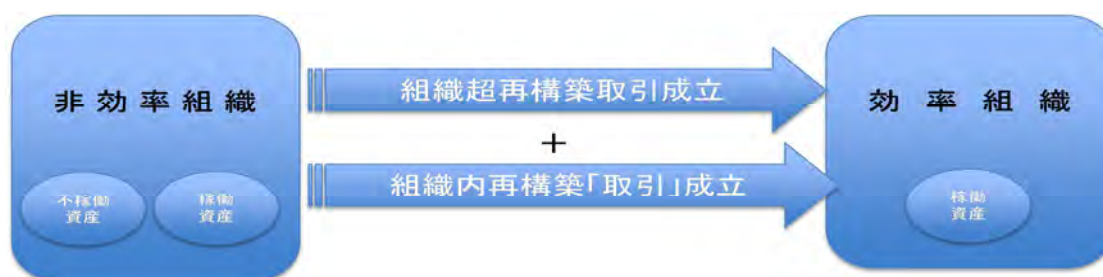 非効率組織
不稼働
資産
稼働
資産
組織超再構築取引成立
+
組織内再構築「取引」成立
効率組織
稼働
資産